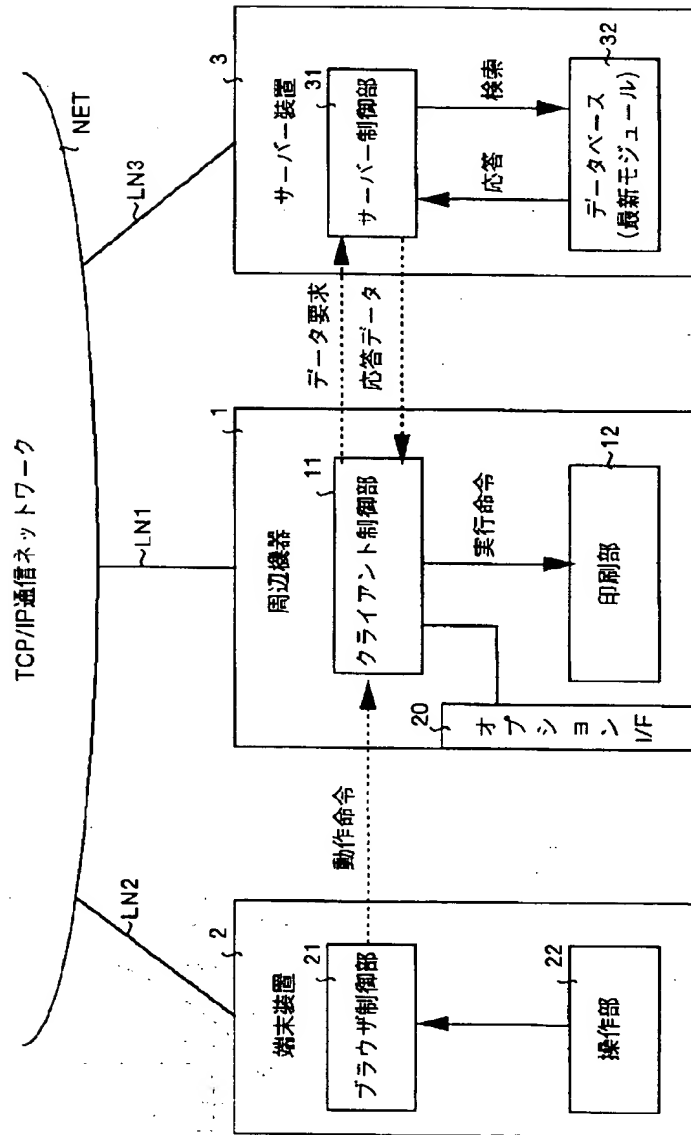 TCP/IP通信ネットワーク
NET
LN2
LN1
LN3
2
端末装置
21
ブラウザ制御部
22
操作部
動作命令
1
周辺機器
11
クライアント制御部
実行命令
12
印刷部
20
オプション
I/F
データ要求
応答データ
3
サーバー装置
31
サーバー制御部
応答
検索
32
データベース
(最新モジュール)